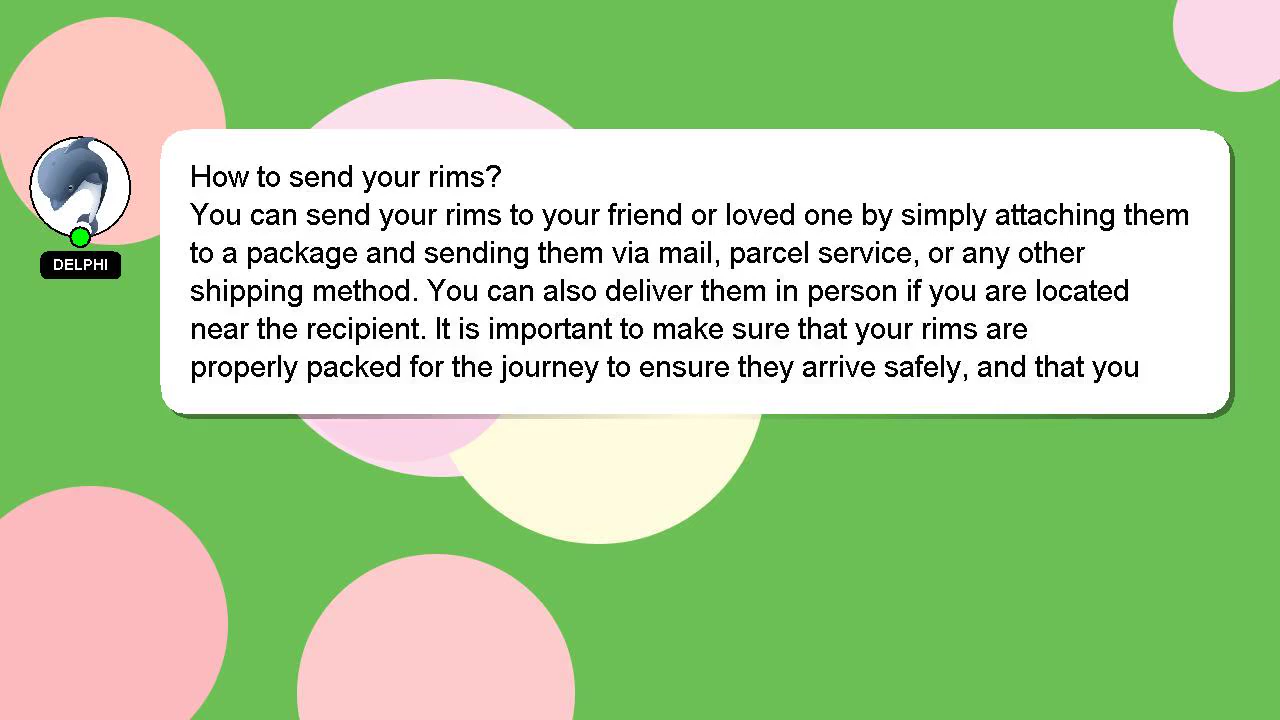 How to send your rims?
You can send your rims to your friend or loved one by simply attaching them
to a package and sending them via mail, parcel service, or any other
shipping method. You can also deliver them in person if you are located
near the recipient. It is important to make sure that your rims are
properly packed for the journey to ensure they arrive safely, and that you
DELPHI